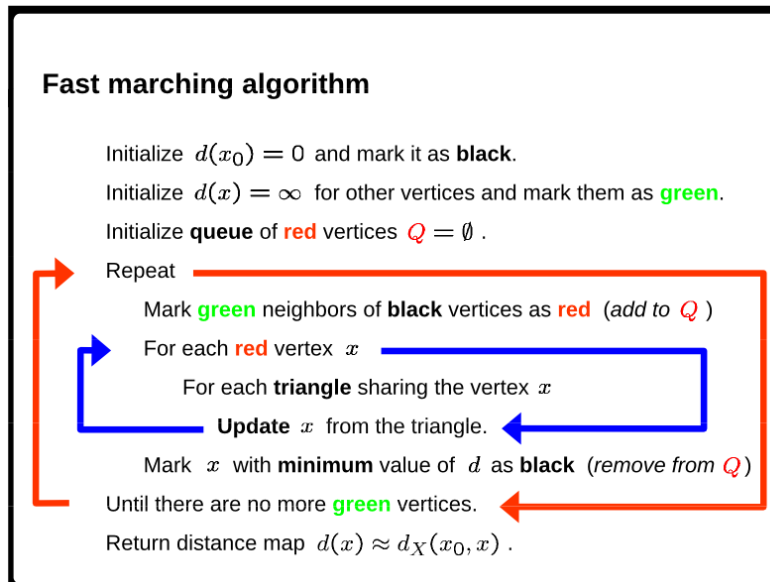 Fast marching algorithm
Initialize d(x₀) = 0 and mark it as black.
Initialize d(x) = ∞ for other vertices and mark them as green.
Initialize queue of red vertices Q = ∅ .
Repeat
Mark green neighbors of black vertices as red (add to Q )
For each red vertex x
For each triangle sharing the vertex x
Update x from the triangle.
Mark x with minimum value of d as black (remove from Q)
Until there are no more green vertices.
Return distance map d(x) ≈ d_X(x₀, x) .